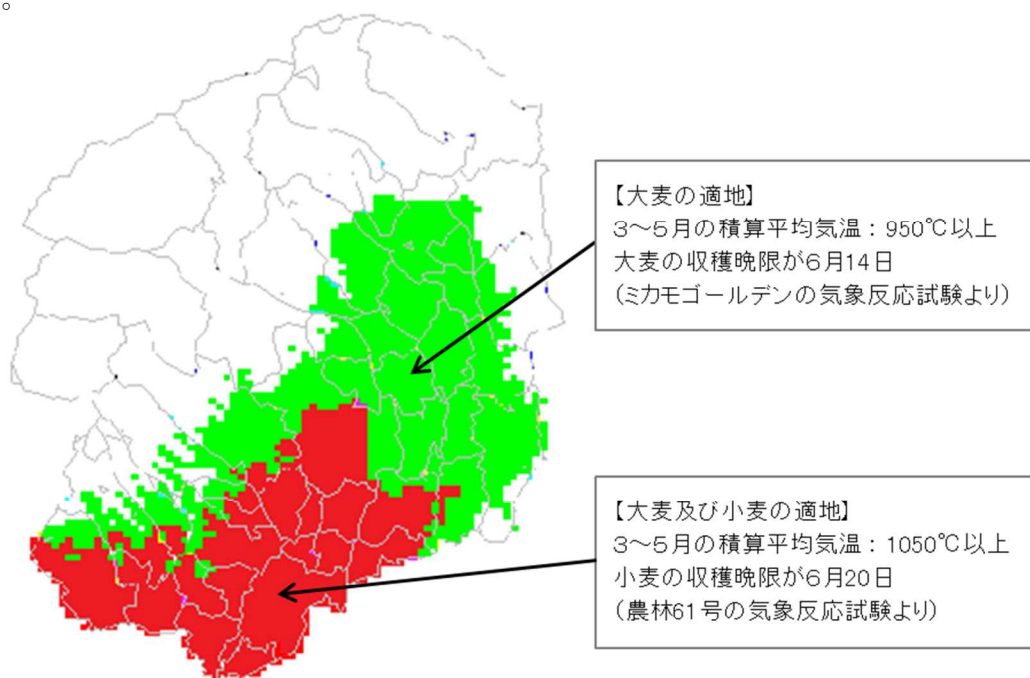 。
【大麦の適地】
3～5月の積算平均気温：950℃以上
大麦の収穫晩限が6月14日
（ミカモゴールデンの気象反応試験より）
【大麦及び小麦の適地】
3～5月の積算平均気温：1050℃以上
小麦の収穫晩限が6月20日
（農林61号の気象反応試験より）